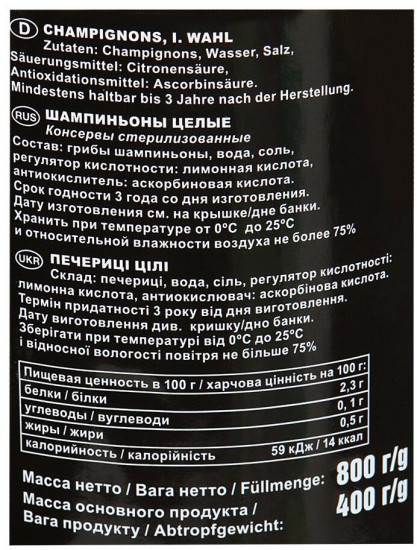 D CHAMPIGNONS, I. WAHL
Zutaten: Champignons, Wasser, Salz,
Säuerungsmittel: Citronensäure,
Antioxidationsmittel: Ascorbinsäure.
Mindestens haltbar bis 3 Jahre nach der Herstellung.
RUS ШАМПИНЬОНЫ ЦЕЛЫЕ
Консервы стерилизованные
Состав: грибы шампиньоны, вода, соль,
регулятор кислотности: лимонная кислота,
антиокислитель: аскорбиновая кислота.
Срок годности 3 года со дня изготовления.
Дату изготовления см. на крышке/дне банки.
Хранить при температуре от 0ºС до 25ºС
и относительной влажности воздуха не более 75%
UKR ПЕЧЕРИЦІ ЦІЛІ
Склад: печериці, вода, сіль, регулятор кислотності:
лимонна кислота, антиокислювач: аскорбінова кислота.
Термін придатності 3 року від дня виготовлення.
Дату виготовлення див. кришку/дно банки.
Зберігати при температурі від 0ºС до 25ºС
і відносної вологості повітря не більше 75%
Пищевая ценность в 100 г / харчова цінність на 100 г:
белки / білки 2,3 г
углеводы / вуглеводи 0,1 г
жиры / жири 0,5 г
калорийность / калорійність 59 кДж / 14 ккал
Масса нетто / Вага нетто / Füllmenge: 800 г/g
Масса основного продукта /
Вага продукту / Abtropfgewicht: 400 г/g